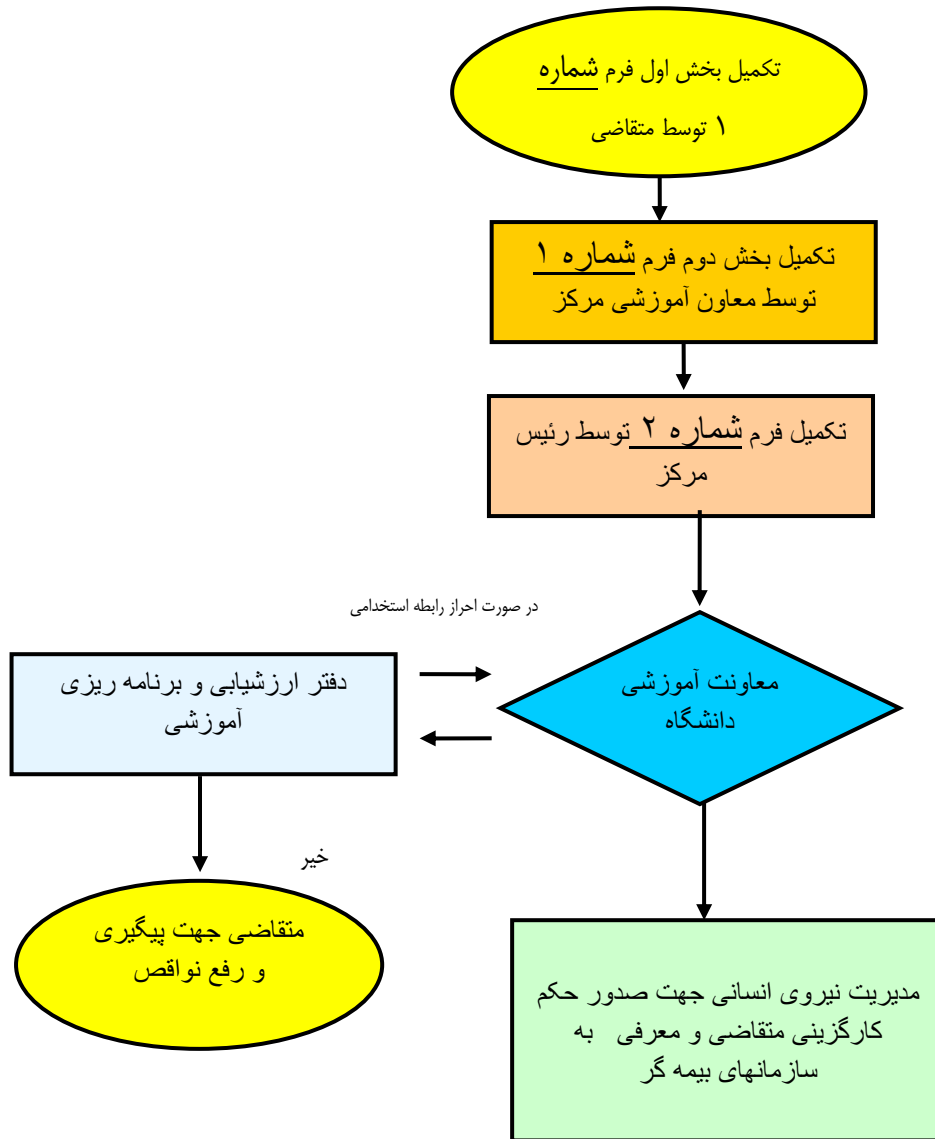 تکمیل بخش اول فرم شماره
۱ توسط متقاضی
تکمیل بخش دوم فرم شماره ۱
توسط معاون آموزشی مرکز
تکمیل فرم شماره ۲ توسط رئیس
مرکز
در صورت احراز رابطه استخدامی
معاونت آموزشی
دانشگاه
دفتر ارزشیابی و برنامه ریزی
آموزشی
خیر
متقاضی جهت پیگیری
و رفع نواقص
مدیریت نیروی انسانی جهت صدور حکم
کارگزینی متقاضی و معرفی به
سازمانهای بیمه گر